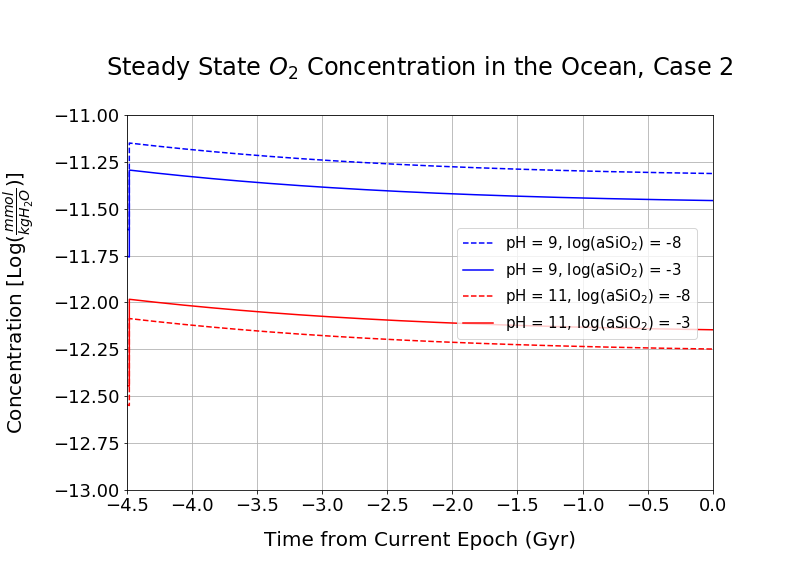 Steady State O₂ Concentration in the Ocean, Case 2
Concentration [Log(mmol/kgH₂O)]
−11.00
−11.25
−11.50
−11.75
−12.00
−12.25
−12.50
−12.75
−13.00
pH = 9, log(aSiO₂) = -8
pH = 9, log(aSiO₂) = -3
pH = 11, log(aSiO₂) = -8
pH = 11, log(aSiO₂) = -3
−4.5 −4.0 −3.5 −3.0 −2.5 −2.0 −1.5 −1.0 −0.5 0.0
Time from Current Epoch (Gyr)